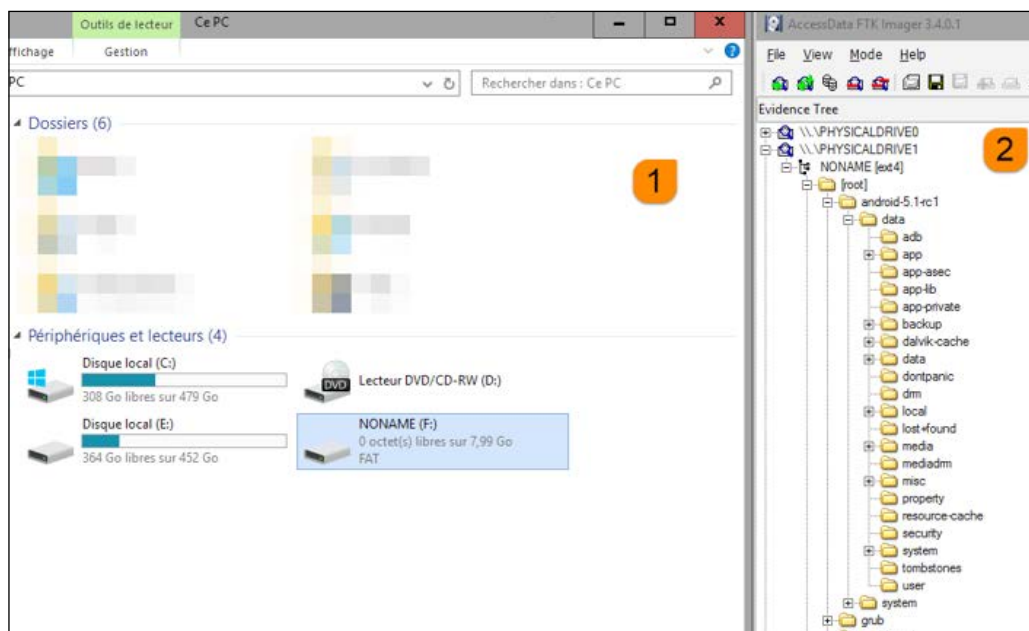 Outils de lecteur
Ce PC
ffichage
Gestion
PC
Rechercher dans : Ce PC
Dossiers (6)
1
Périphériques et lecteurs (4)
Disque local (C:)
308 Go libres sur 479 Go
Lecteur DVD/CD-RW (D:)
DVD
Disque local (E:)
364 Go libres sur 452 Go
NONAME (F:)
0 octet(s) libres sur 7,99 Go
FAT
AccessData FTK Imager 3.4.0.1
File View Mode Help
Evidence Tree
2
\\.\PHYSICALDRIVE0
\\.\PHYSICALDRIVE1
NONAME [ext4]
[root]
android-5.1-rc1
data
adb
app
app-asec
app-lib
app-private
backup
dalvik-cache
data
dontpanic
drm
local
lost+found
media
mediadrm
misc
property
resource-cache
security
system
tombstones
user
system
grub